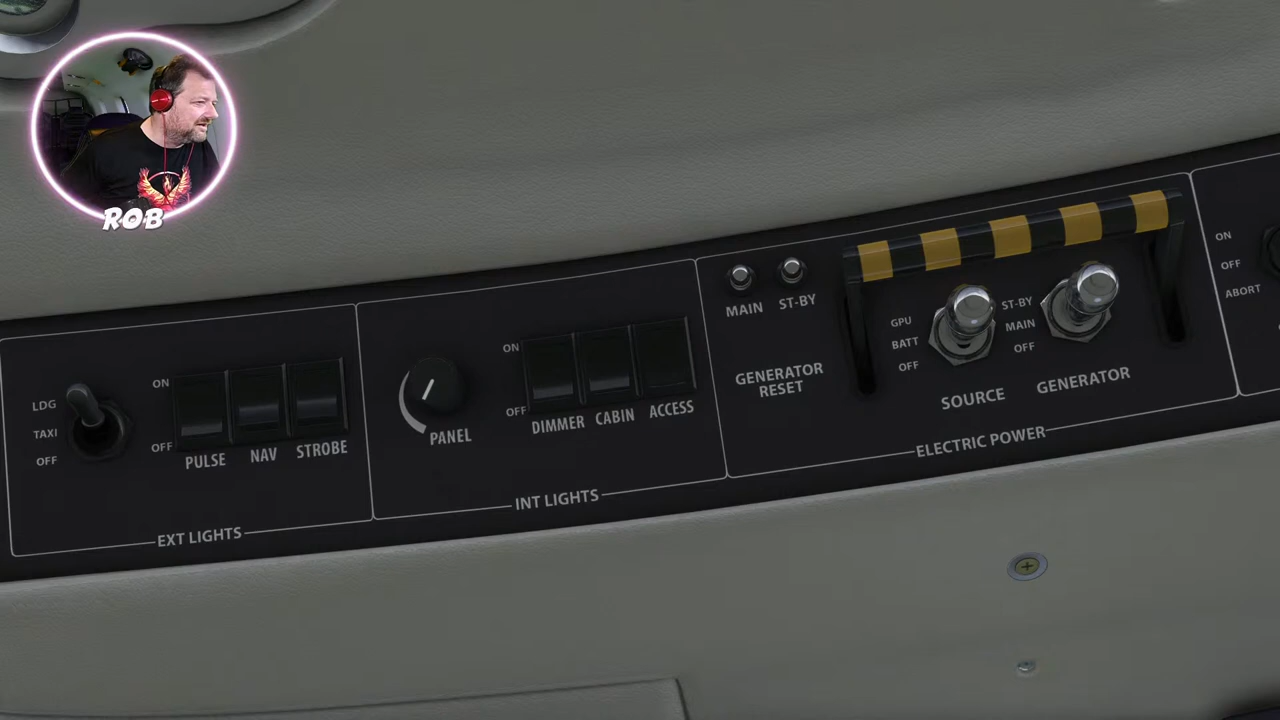 ROB
LDG
TAXI
OFF
ON
OFF
PULSE
NAV
STROBE
EXT LIGHTS
PANEL
ON
OFF
DIMMER
CABIN
ACCESS
INT LIGHTS
MAIN
ST-BY
GENERATOR
RESET
GPU
BATT
OFF
SOURCE
ST-BY
MAIN
OFF
GENERATOR
ELECTRIC POWER
ON
OFF
ABORT